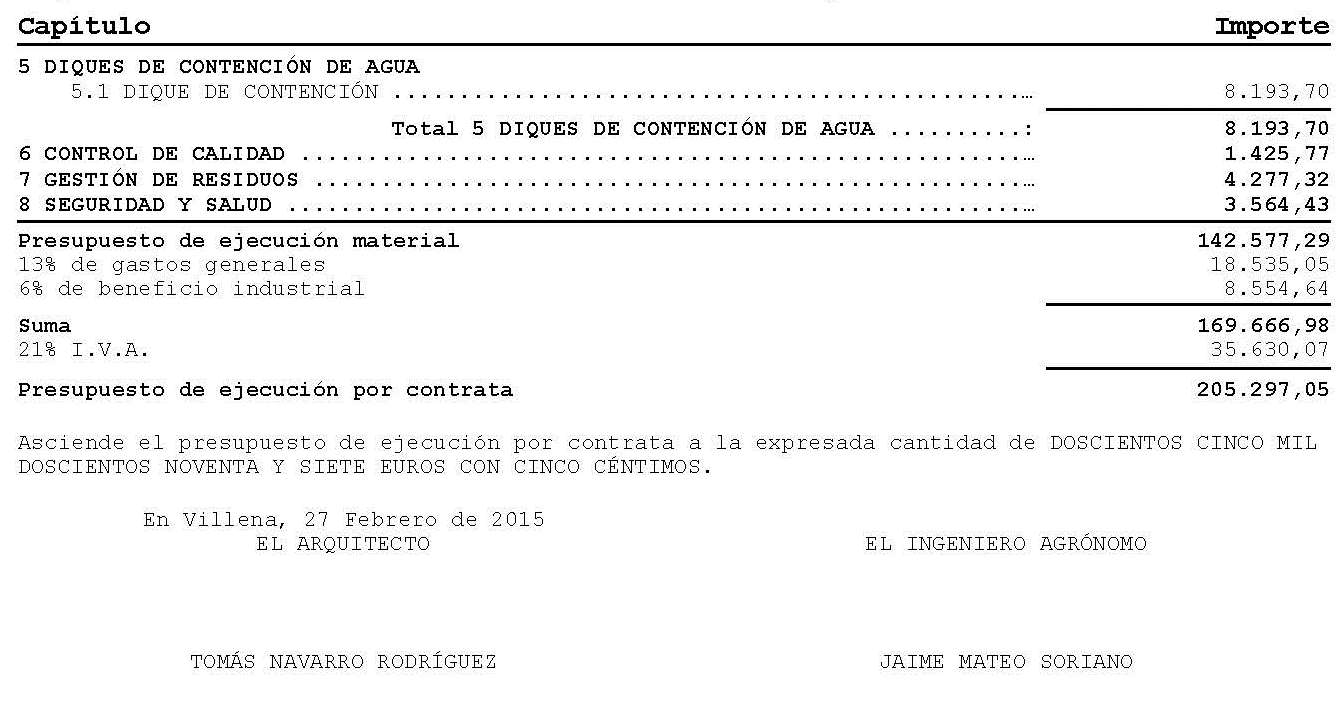 Capítulo Importe
5 DIQUES DE CONTENCIÓN DE AGUA
5.1 DIQUE DE CONTENCIÓN ................................................… 8.193,70
Total 5 DIQUES DE CONTENCIÓN DE AGUA ..........: 8.193,70
6 CONTROL DE CALIDAD .......................................................… 1.425,77
7 GESTIÓN DE RESIDUOS ......................................................… 4.277,32
8 SEGURIDAD Y SALUD ........................................................… 3.564,43
Presupuesto de ejecución material 142.577,29
13% de gastos generales 18.535,05
6% de beneficio industrial 8.554,64
Suma 169.666,98
21% I.V.A. 35.630,07
Presupuesto de ejecución por contrata 205.297,05
Asciende el presupuesto de ejecución por contrata a la expresada cantidad de DOSCIENTOS CINCO MIL
DOSCIENTOS NOVENTA Y SIETE EUROS CON CINCO CÉNTIMOS.
En Villena, 27 Febrero de 2015
EL ARQUITECTO EL INGENIERO AGRÓNOMO
TOMÁS NAVARRO RODRÍGUEZ JAIME MATEO SORIANO